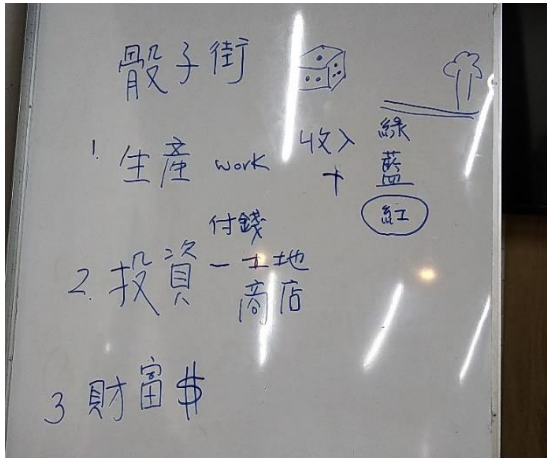 骰子街
1. 生產 work 收入 +
綠
藍
紅
付錢
2. 投資 - 土地
商店
3 財富 $